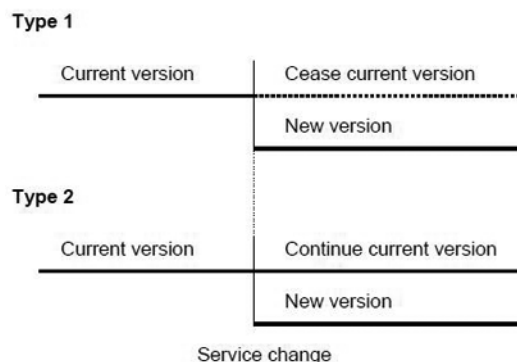 Type 1
Current version Cease current version
New version
Type 2
Current version Continue current version
New version
Service change